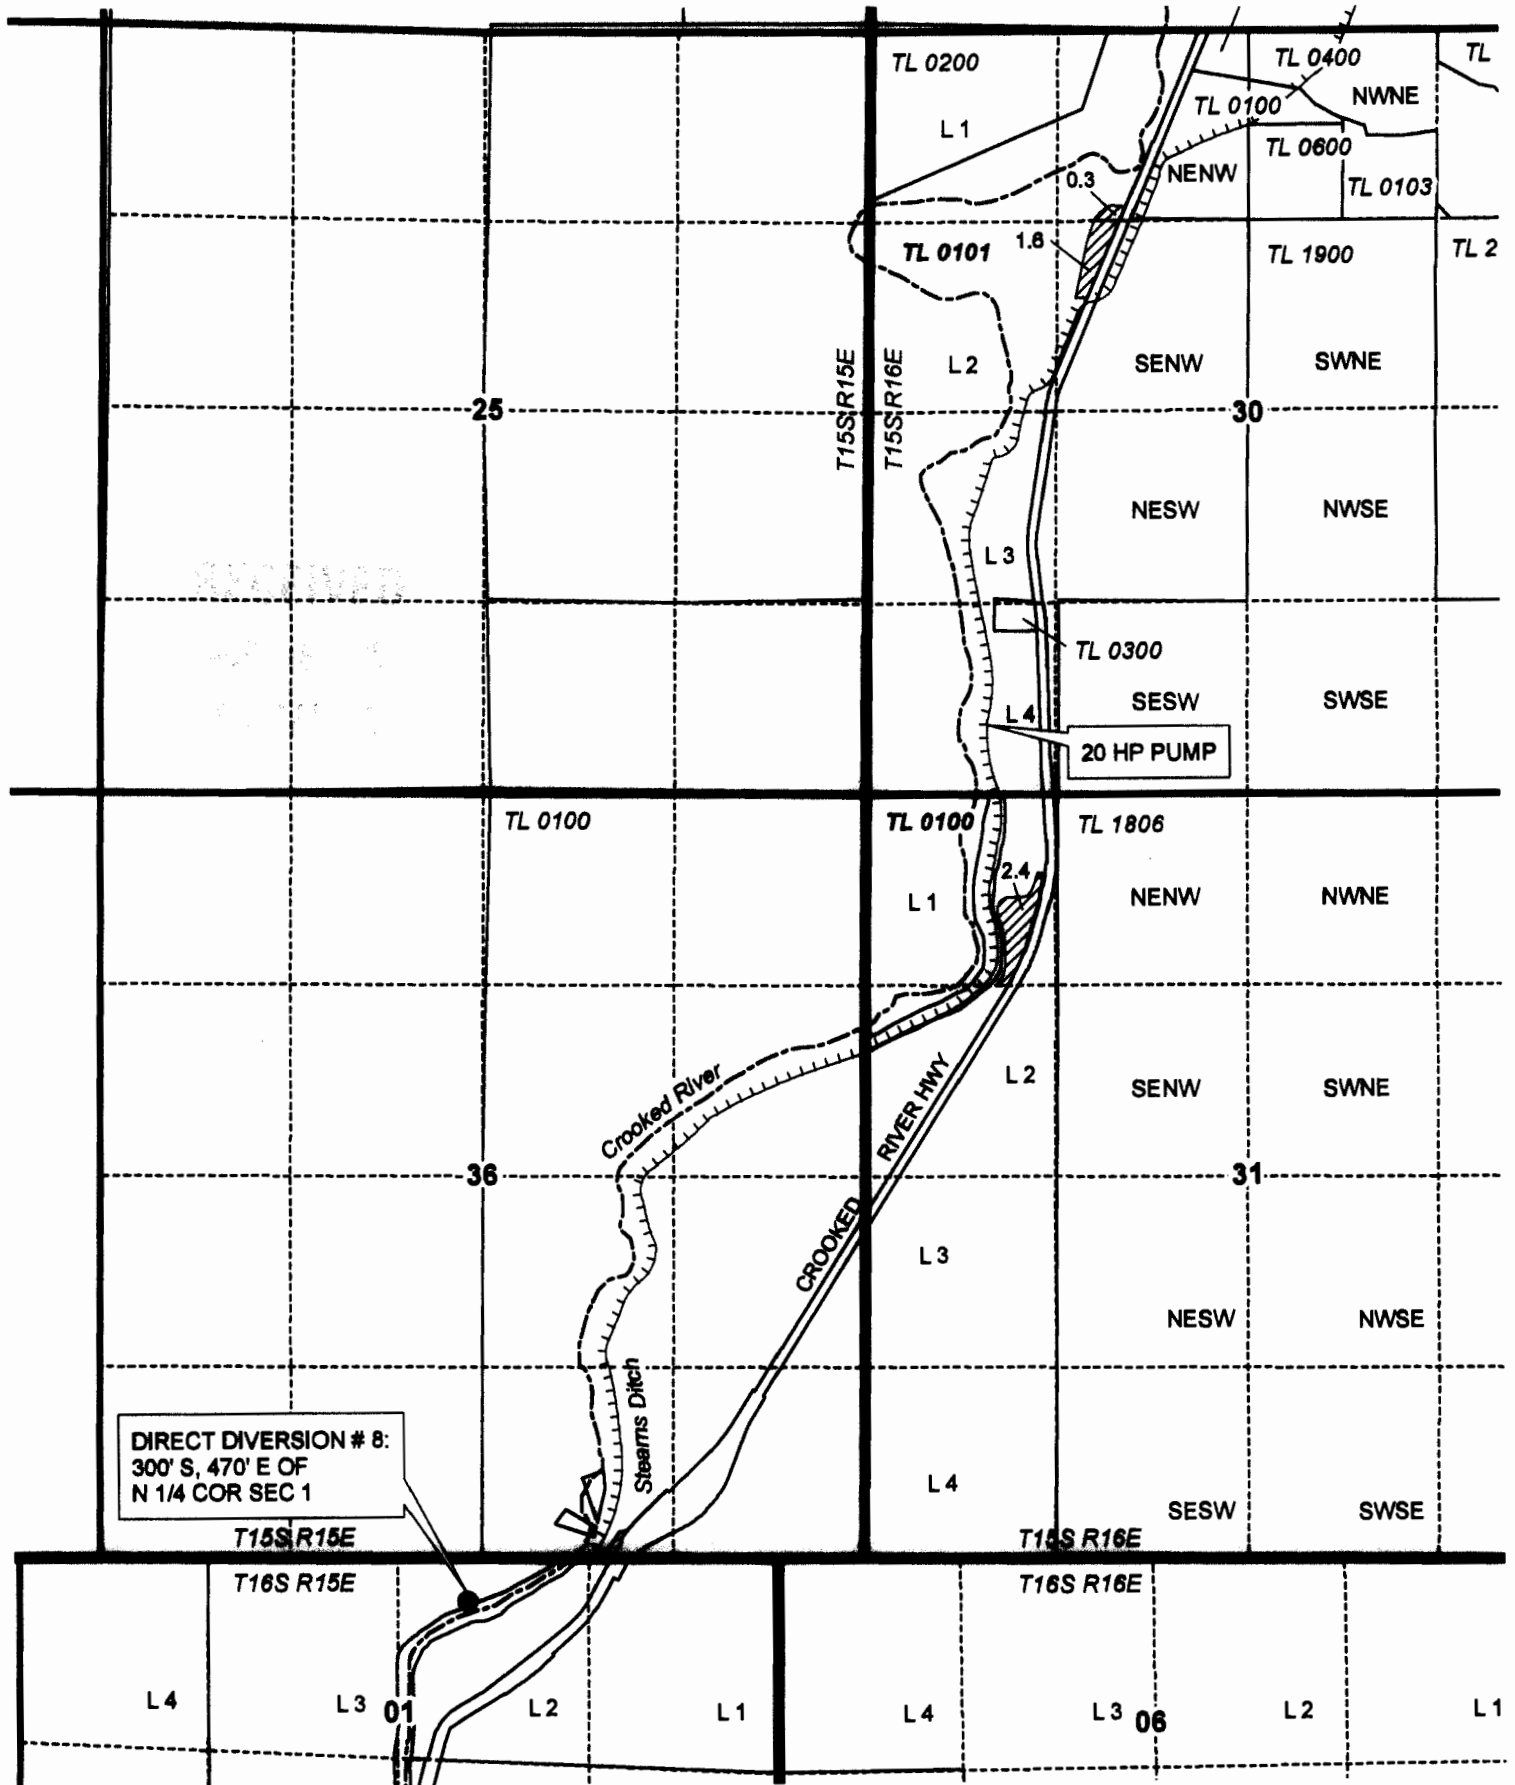 TL 0200
TL 0400
TL
L 1
TL 0100
NWNE
TL 0600
0.3
NENW
TL 0103
1.6
TL 0101
TL 1900
TL 2
T15S R15E
T15S R16E
L 2
SENW
SWNE
25
30
NESW
NWSE
L 3
TL 0300
SESW
SWSE
L 4
20 HP PUMP
TL 0100
TL 0100
TL 1806
2.4
L 1
NENW
NWNE
Crooked River
RIVER HWY
L 2
SENW
SWNE
36
31
CROOKED
L 3
NESW
NWSE
Stearns Ditch
DIRECT DIVERSION # 8:
300' S, 470' E OF
N 1/4 COR SEC 1
L 4
SESW
SWSE
T15S R15E
T15S R16E
T16S R15E
T16S R16E
L 4
L 3
01
L 2
L 1
L 4
L 3
06
L 2
L 1